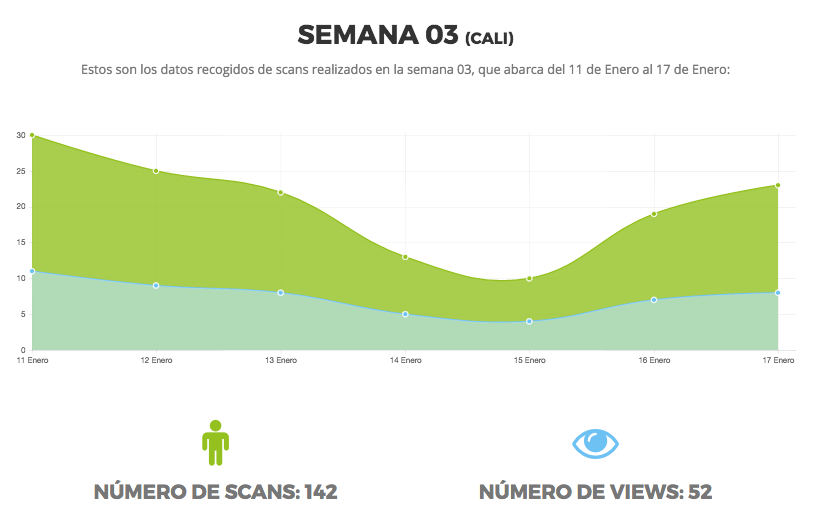 SEMANA 03 (CALI)
Estos son los datos recogidos de scans realizados en la semana 03, que abarca del 11 de Enero al 17 de Enero:
30
25
20
15
10
5
0
11 Enero 12 Enero 13 Enero 14 Enero 15 Enero 16 Enero 17 Enero
NÚMERO DE SCANS: 142
NÚMERO DE VIEWS: 52